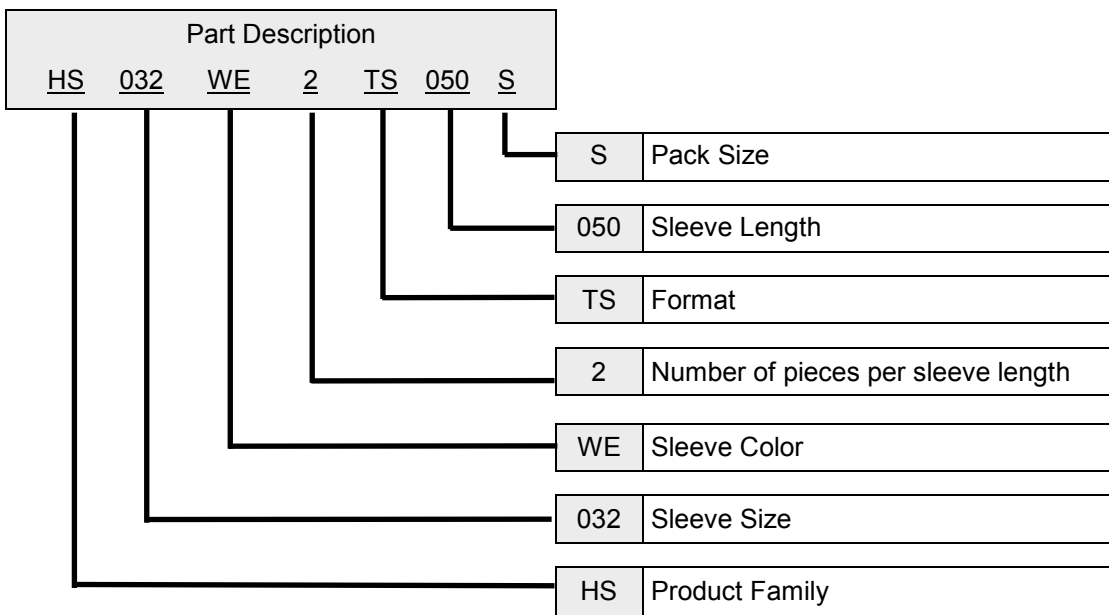 Part Description
HS 032 WE 2 TS 050 S
S Pack Size
050 Sleeve Length
TS Format
2 Number of pieces per sleeve length
WE Sleeve Color
032 Sleeve Size
HS Product Family